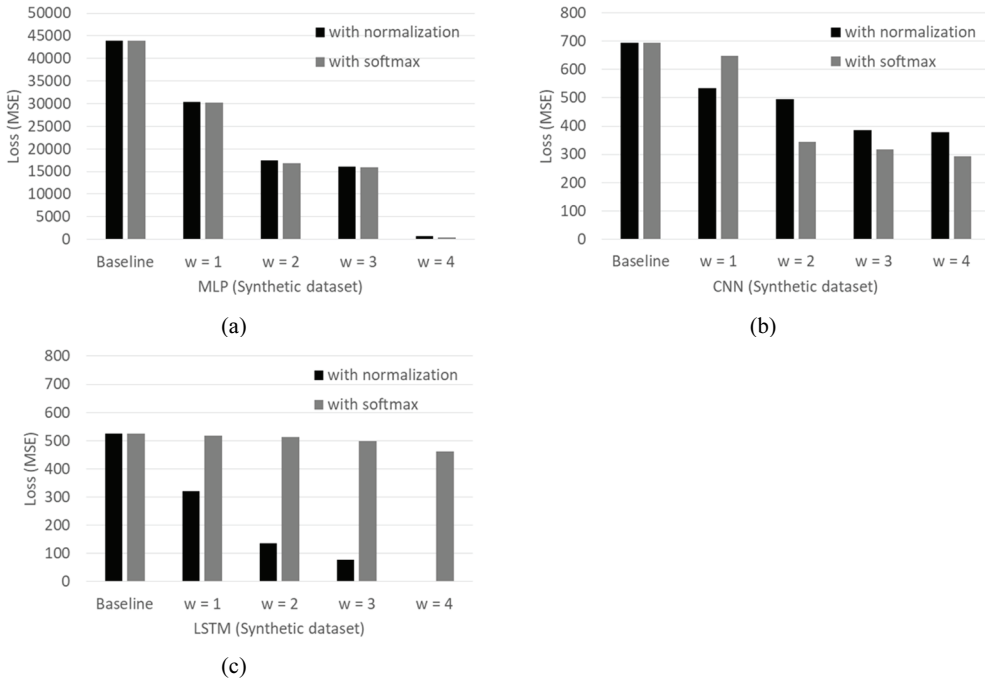 50000
45000
40000
35000
30000
25000
20000
15000
10000
5000
0
Loss (MSE)
with normalization
with softmax
Baseline w = 1 w = 2 w = 3 w = 4
MLP (Synthetic dataset)
(a)
800
700
600
500
400
300
200
100
0
Loss (MSE)
with normalization
with softmax
Baseline w = 1 w = 2 w = 3 w = 4
CNN (Synthetic dataset)
(b)
800
700
600
500
400
300
200
100
0
Loss (MSE)
with normalization
with softmax
Baseline w = 1 w = 2 w = 3 w = 4
LSTM (Synthetic dataset)
(c)